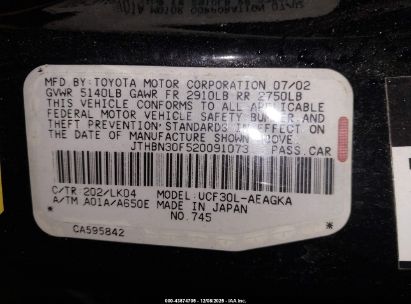 MFD BY: TOYOTA MOTOR CORPORATION 07/02
GVWR 5140LB GAWR FR 2910LB RR 2750LB
THIS VEHICLE CONFORMS TO ALL APPLICABLE
FEDERAL MOTOR VEHICLE SAFETY BUMPER, AND
THEFT PREVENTION STANDARDS IN EFFECT ON
THE DATE OF MANUFACTURE SHOWN ABOVE.
JTHBN30F520091073 PASS.CAR
C/TR: 202/LK04 MODEL: UCF30L-AEAGKA
A/TM A01A/A650E MADE IN JAPAN
NO.745
CA595842
*